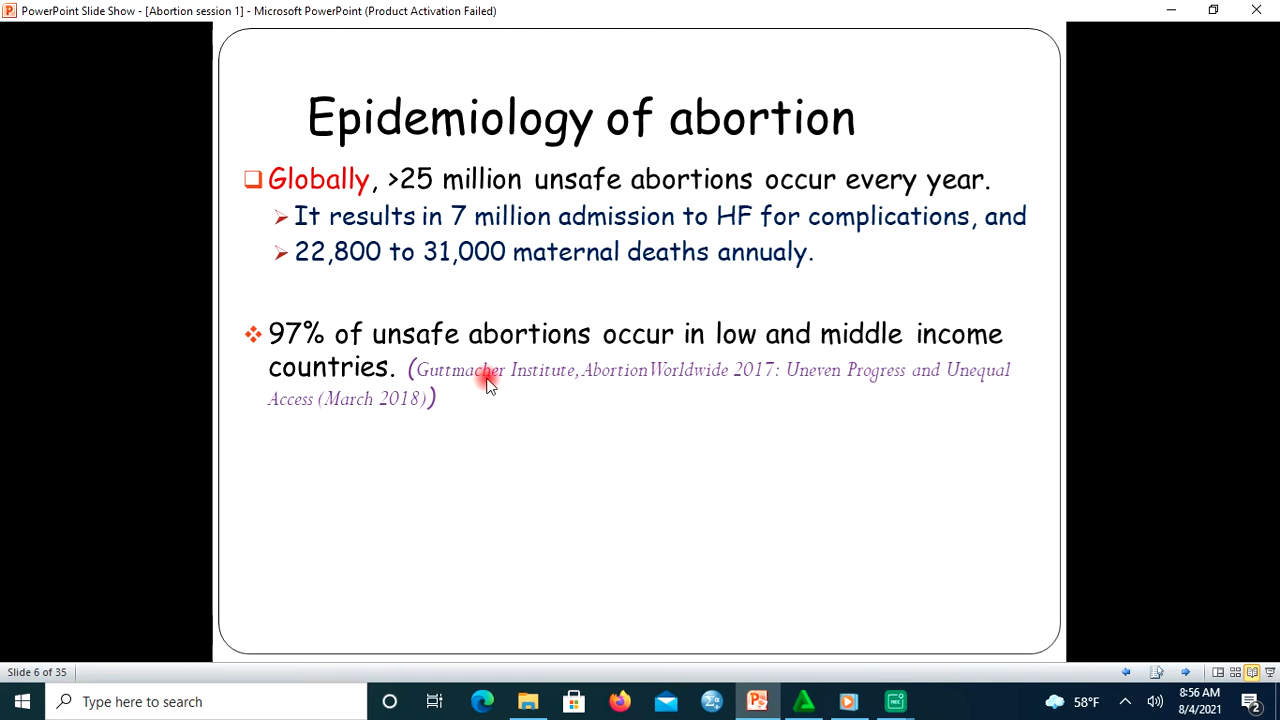 PowerPoint Slide Show - [Abortion session 1] - Microsoft PowerPoint (Product Activation Failed)
Epidemiology of abortion
Globally, >25 million unsafe abortions occur every year.
It results in 7 million admission to HF for complications, and
22,800 to 31,000 maternal deaths annualy.
97% of unsafe abortions occur in low and middle income
countries. (Guttmacher Institute, Abortion Worldwide 2017: Uneven Progress and Unequal
Access (March 2018))
Slide 6 of 35
Type here to search
58°F
8:56 AM
8/4/2021
2